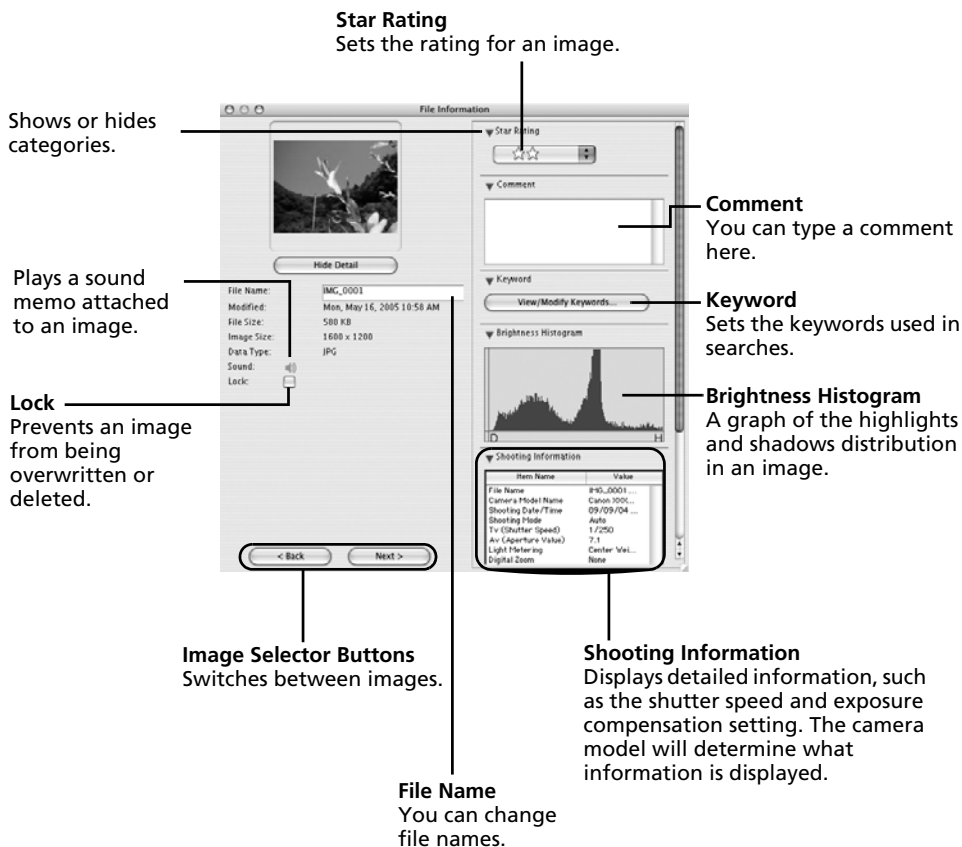 Star Rating
Sets the rating for an image.
Shows or hides
categories.
File Information
Star Rating
Comment
Comment
You can type a comment
here.
Hide Detail
Plays a sound
memo attached
to an image.
File Name: IMG_0001
Modified: Mon, May 16, 2005 10:58 AM
File Size: 580 KB
Image Size: 1600 x 1200
Data Type: JPG
Sound:
Lock:
Keyword
View/Modify Keywords...
Keyword
Sets the keywords used in
searches.
Brightness Histogram
D H
Brightness Histogram
A graph of the highlights
and shadows distribution
in an image.
Lock
Prevents an image
from being
overwritten or
deleted.
Shooting Information
Item Name Value
File Name IMG_0001...
Camera Model Name Canon XXX...
Shooting Date/Time 09/09/04 ...
Shooting Mode Auto
Tv (Shutter Speed) 1/250
Av (Aperture Value) 7.1
Light Metering Center Wei...
Digital Zoom None
< Back Next >
Image Selector Buttons
Switches between images.
Shooting Information
Displays detailed information, such
as the shutter speed and exposure
compensation setting. The camera
model will determine what
information is displayed.
File Name
You can change
file names.